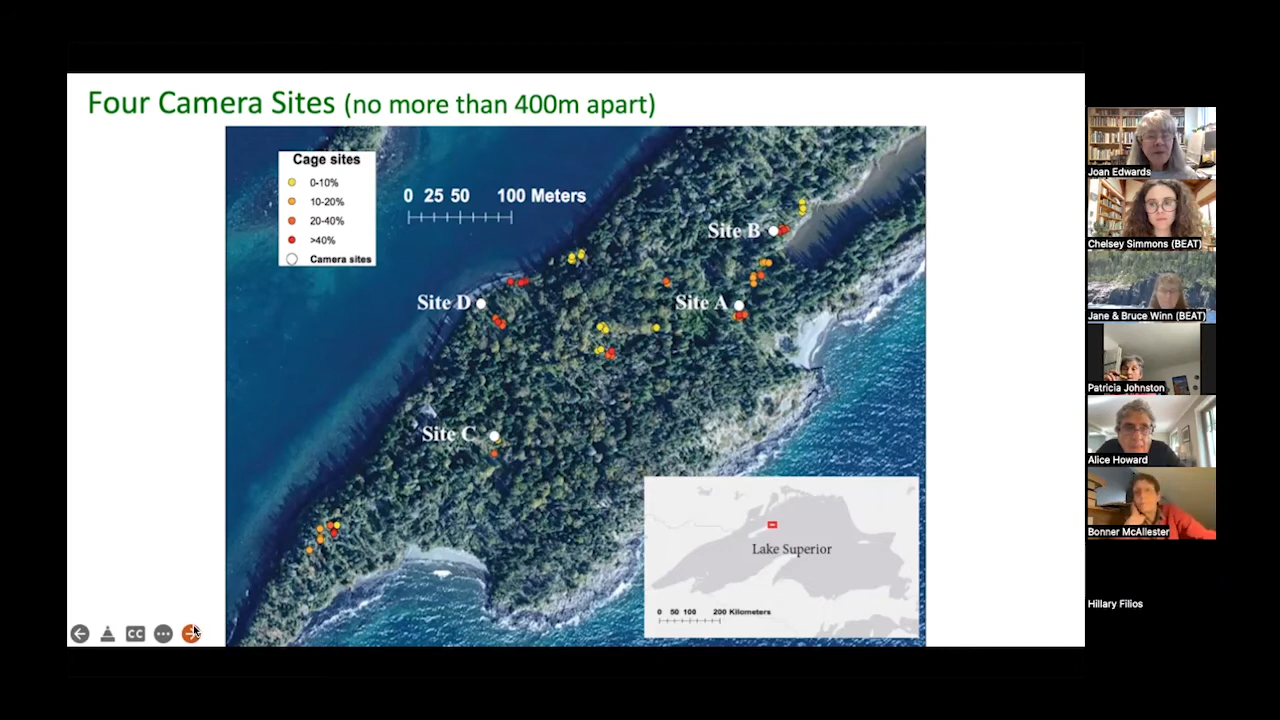 Four Camera Sites (no more than 400m apart)
Cage sites
0-10%
10-20%
20-40%
>40%
Camera sites
0 25 50 100 Meters
Site B
Site D
Site A
Site C
Lake Superior
0 50 100 200 Kilometers
CC
Joan Edwards
Chelsey Simmons (BEAT)
Jane & Bruce Winn (BEAT)
Patricia Johnston
Alice Howard
Bonner McAllester
Hillary Filios